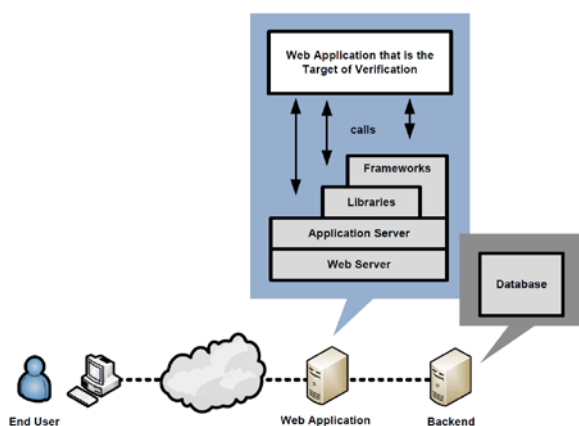 Web Application that is the
Target of Verification
calls
Frameworks
Libraries
Application Server
Web Server
Database
End User
Web Application
Backend